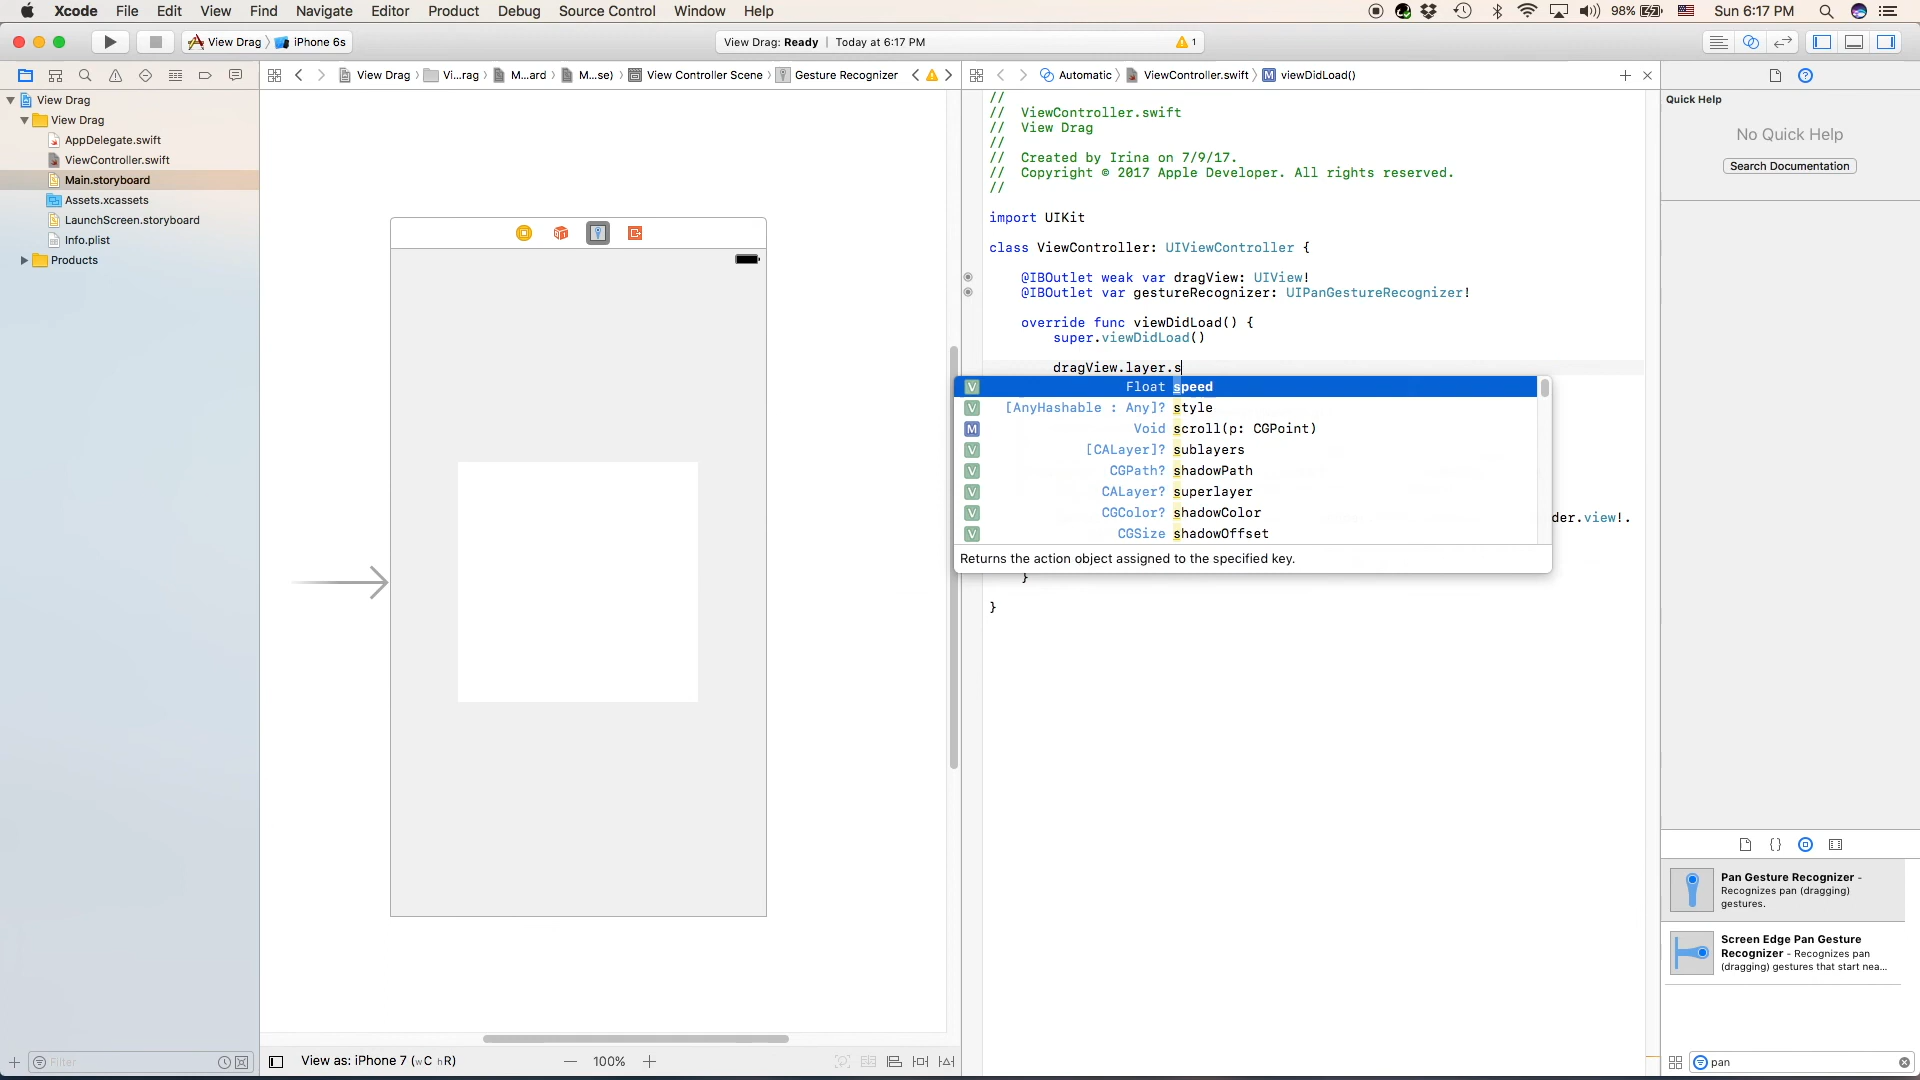 Xcode File Edit View Find Navigate Editor Product Debug Source Control Window Help
98% Sun 6:17 PM
View Drag iPhone 6s
View Drag: Ready | Today at 6:17 PM
1
View Drag Vi...rag M...ard M...se) View Controller Scene Gesture Recognizer
Automatic ViewController.swift M viewDidLoad()
View Drag
View Drag
AppDelegate.swift
ViewController.swift
Main.storyboard
Assets.xcassets
LaunchScreen.storyboard
Info.plist
Products
//
// ViewController.swift
// View Drag
//
// Created by Irina on 7/9/17.
// Copyright © 2017 Apple Developer. All rights reserved.
//
import UIKit
class ViewController: UIViewController {
@IBOutlet weak var dragView: UIView!
@IBOutlet var gestureRecognizer: UIPanGestureRecognizer!
override func viewDidLoad() {
super.viewDidLoad()
dragView.layer.s
V Float speed
V [AnyHashable : Any]? style
M Void scroll(p: CGPoint)
V [CALayer]? sublayers
V CGPath? shadowPath
V CALayer? superlayer
V CGColor? shadowColor
V CGSize shadowOffset
Returns the action object assigned to the specified key.
der.view!.
}
}
Quick Help
No Quick Help
Search Documentation
{ }
Pan Gesture Recognizer -
Recognizes pan (dragging)
gestures.
Screen Edge Pan Gesture
Recognizer - Recognizes pan
(dragging) gestures that start nea...
Filter
View as: iPhone 7 (wC hR)
100%
pan